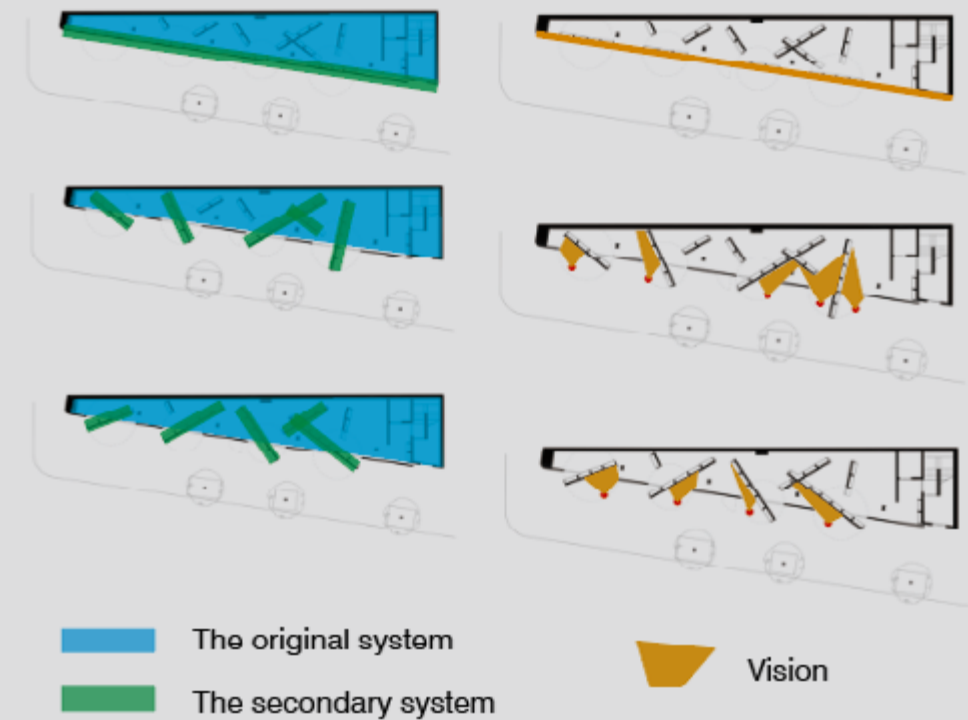 The original system
Vision
The secondary system